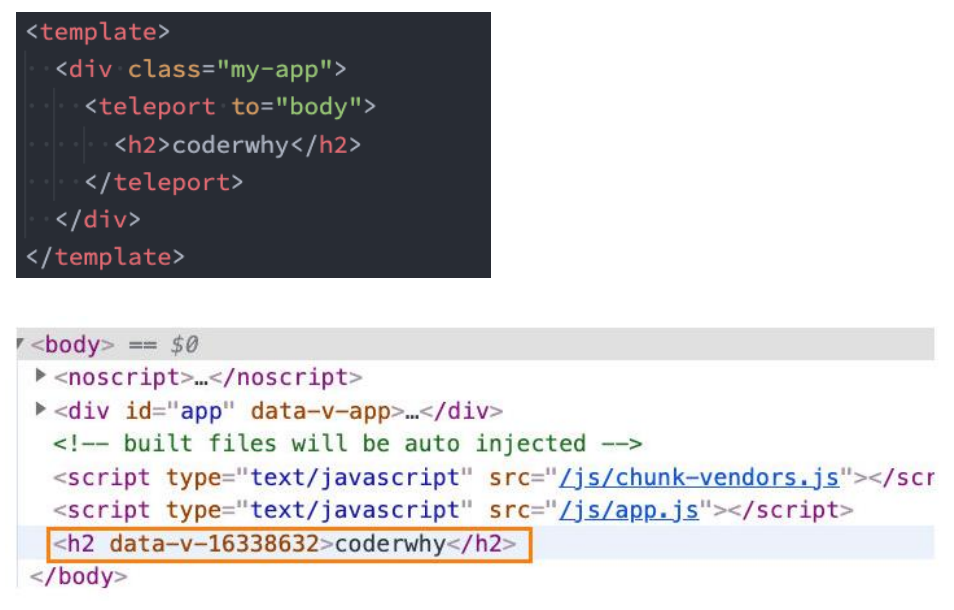 <template>
<div class="my-app">
<teleport to="body">
<h2>coderwhy</h2>
</teleport>
</div>
</template>
<body> == $0
<noscript>…</noscript>
<div id="app" data-v-app>…</div>
<!-- built files will be auto injected -->
<script type="text/javascript" src="/js/chunk-vendors.js"></scr
<script type="text/javascript" src="/js/app.js"></script>
<h2 data-v-16338632>coderwhy</h2>
</body>